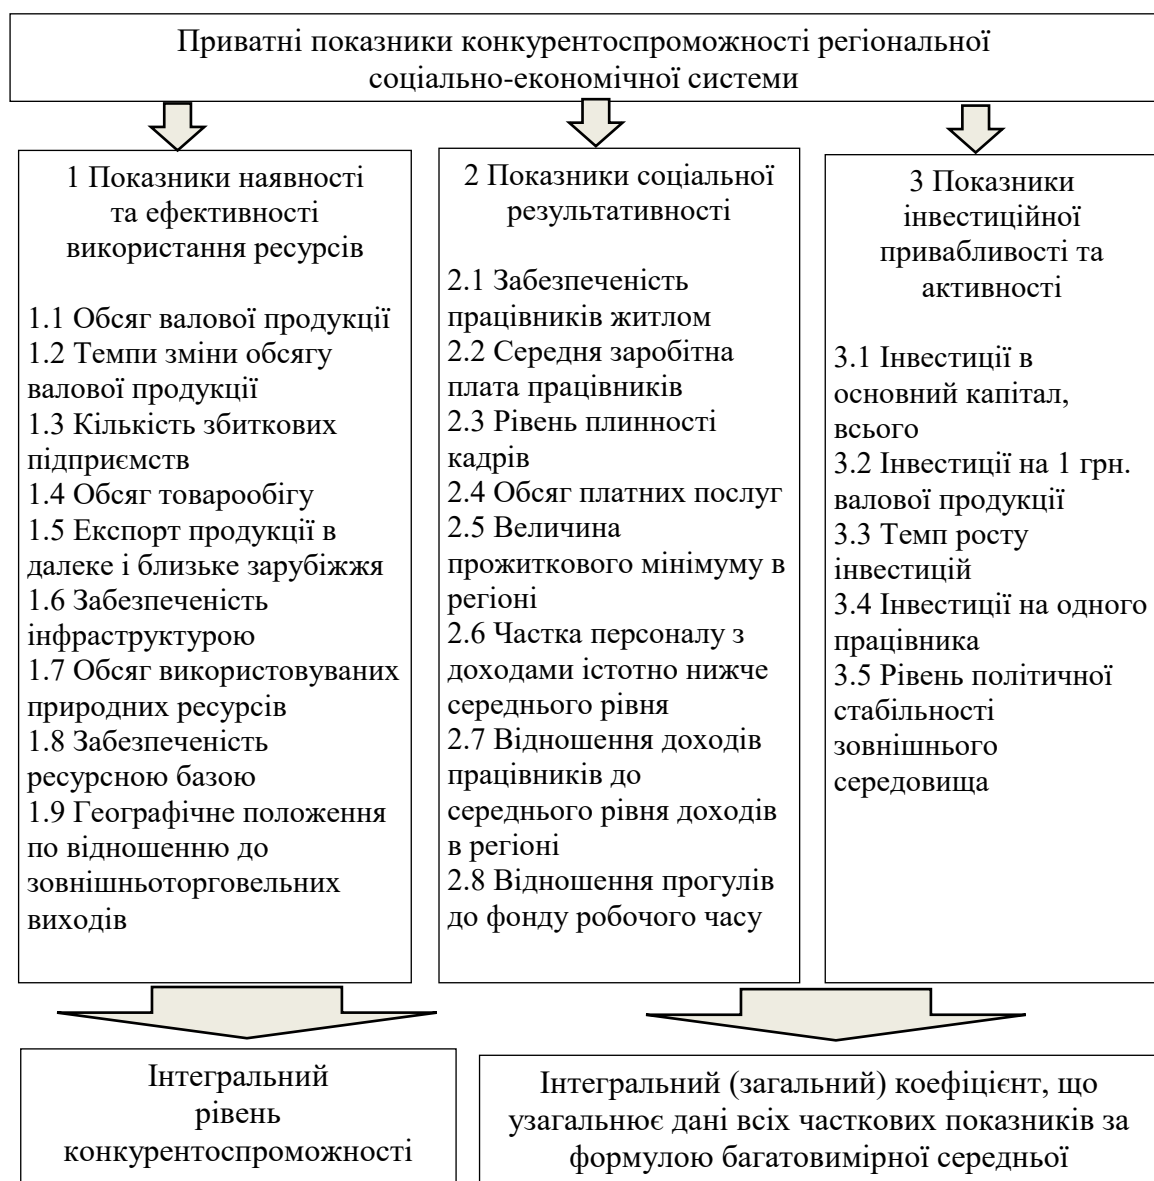 Приватні показники конкурентоспроможності регіональної
соціально-економічної системи
1 Показники наявності
та ефективності
використання ресурсів
1.1 Обсяг валової продукції
1.2 Темпи зміни обсягу
валової продукції
1.3 Кількість збиткових
підприємств
1.4 Обсяг товарообігу
1.5 Експорт продукції в
далеке і близьке зарубіжжя
1.6 Забезпеченість
інфраструктурою
1.7 Обсяг використовуваних
природних ресурсів
1.8 Забезпеченість
ресурсною базою
1.9 Географічне положення
по відношенню до
зовнішньоторговельних
виходів
2 Показники соціальної
результативності
2.1 Забезпеченість
працівників житлом
2.2 Середня заробітна
плата працівників
2.3 Рівень плинності
кадрів
2.4 Обсяг платних послуг
2.5 Величина
прожиткового мінімуму в
регіоні
2.6 Частка персоналу з
доходами істотно нижче
середнього рівня
2.7 Відношення доходів
працівників до
середнього рівня доходів
в регіоні
2.8 Відношення прогулів
до фонду робочого часу
3 Показники
інвестиційної
привабливості та
активності
3.1 Інвестиції в
основний капітал,
всього
3.2 Інвестиції на 1 грн.
валової продукції
3.3 Темп росту
інвестицій
3.4 Інвестиції на одного
працівника
3.5 Рівень політичної
стабільності
зовнішнього
середовища
Інтегральний
рівень
конкурентоспроможності
Інтегральний (загальний) коефіцієнт, що
узагальнює дані всіх часткових показників за
формулою багатовимірної середньої